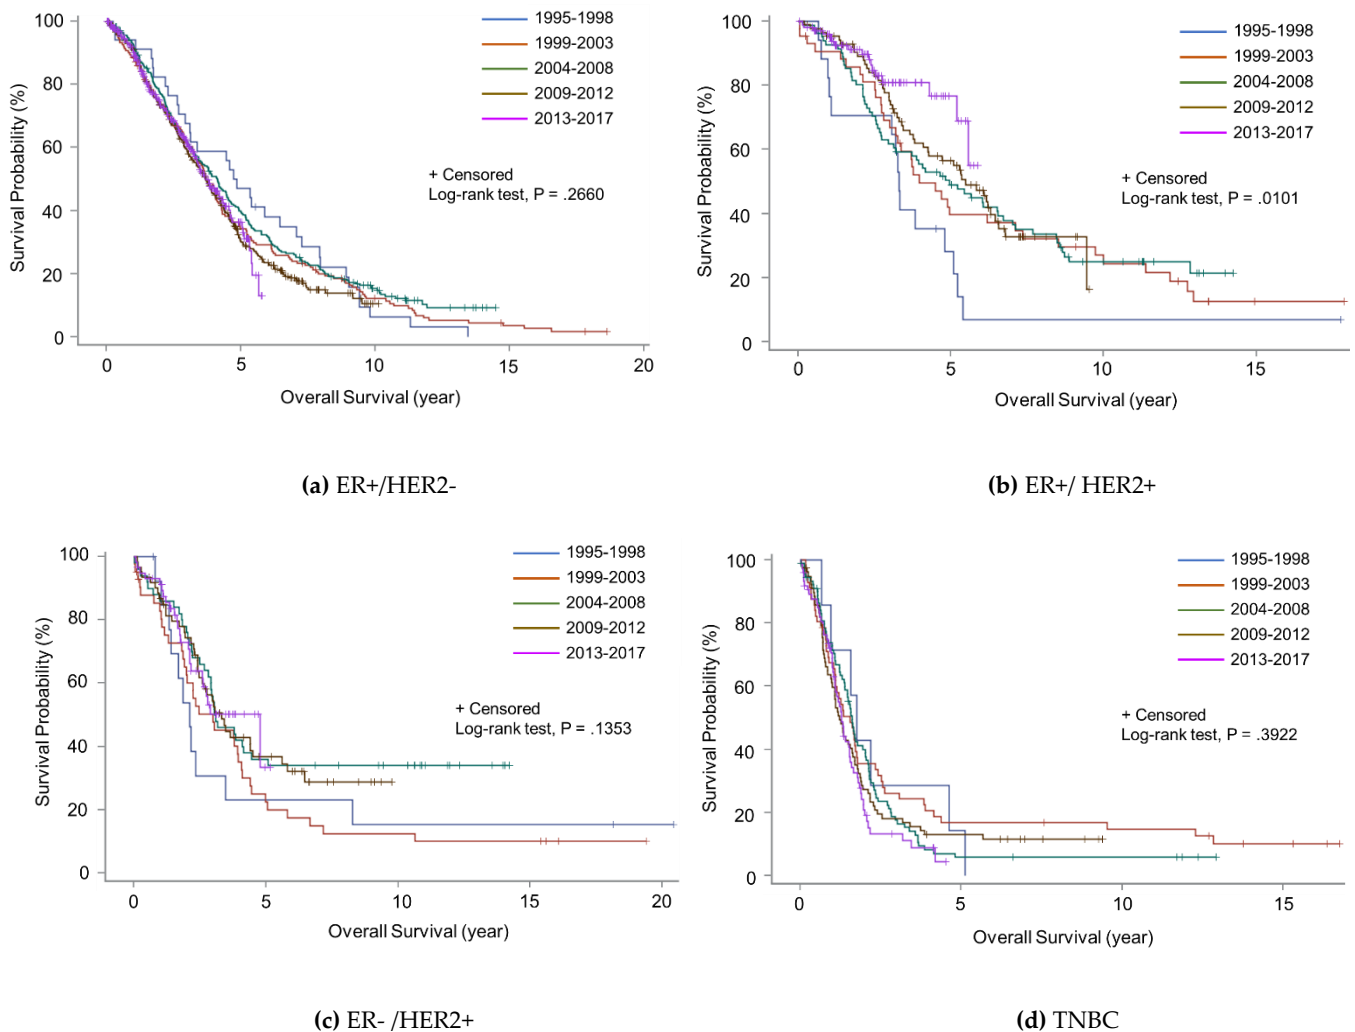 100
80
60
40
20
0
Survival Probability (%)
0 5 10 15 20
Overall Survival (year)
1995-1998
1999-2003
2004-2008
2009-2012
2013-2017
+ Censored
Log-rank test, P = .2660
(a) ER+/HER2-
100
80
60
40
20
0
Survival Probability (%)
0 5 10 15
Overall Survival (year)
1995-1998
1999-2003
2004-2008
2009-2012
2013-2017
+ Censored
Log-rank test, P = .0101
(b) ER+/ HER2+
100
80
60
40
20
0
Survival Probability (%)
0 5 10 15 20
Overall Survival (year)
1995-1998
1999-2003
2004-2008
2009-2012
2013-2017
+ Censored
Log-rank test, P = .1353
(c) ER- /HER2+
100
80
60
40
20
0
Survival Probability (%)
0 5 10 15
Overall Survival (year)
1995-1998
1999-2003
2004-2008
2009-2012
2013-2017
+ Censored
Log-rank test, P = .3922
(d) TNBC